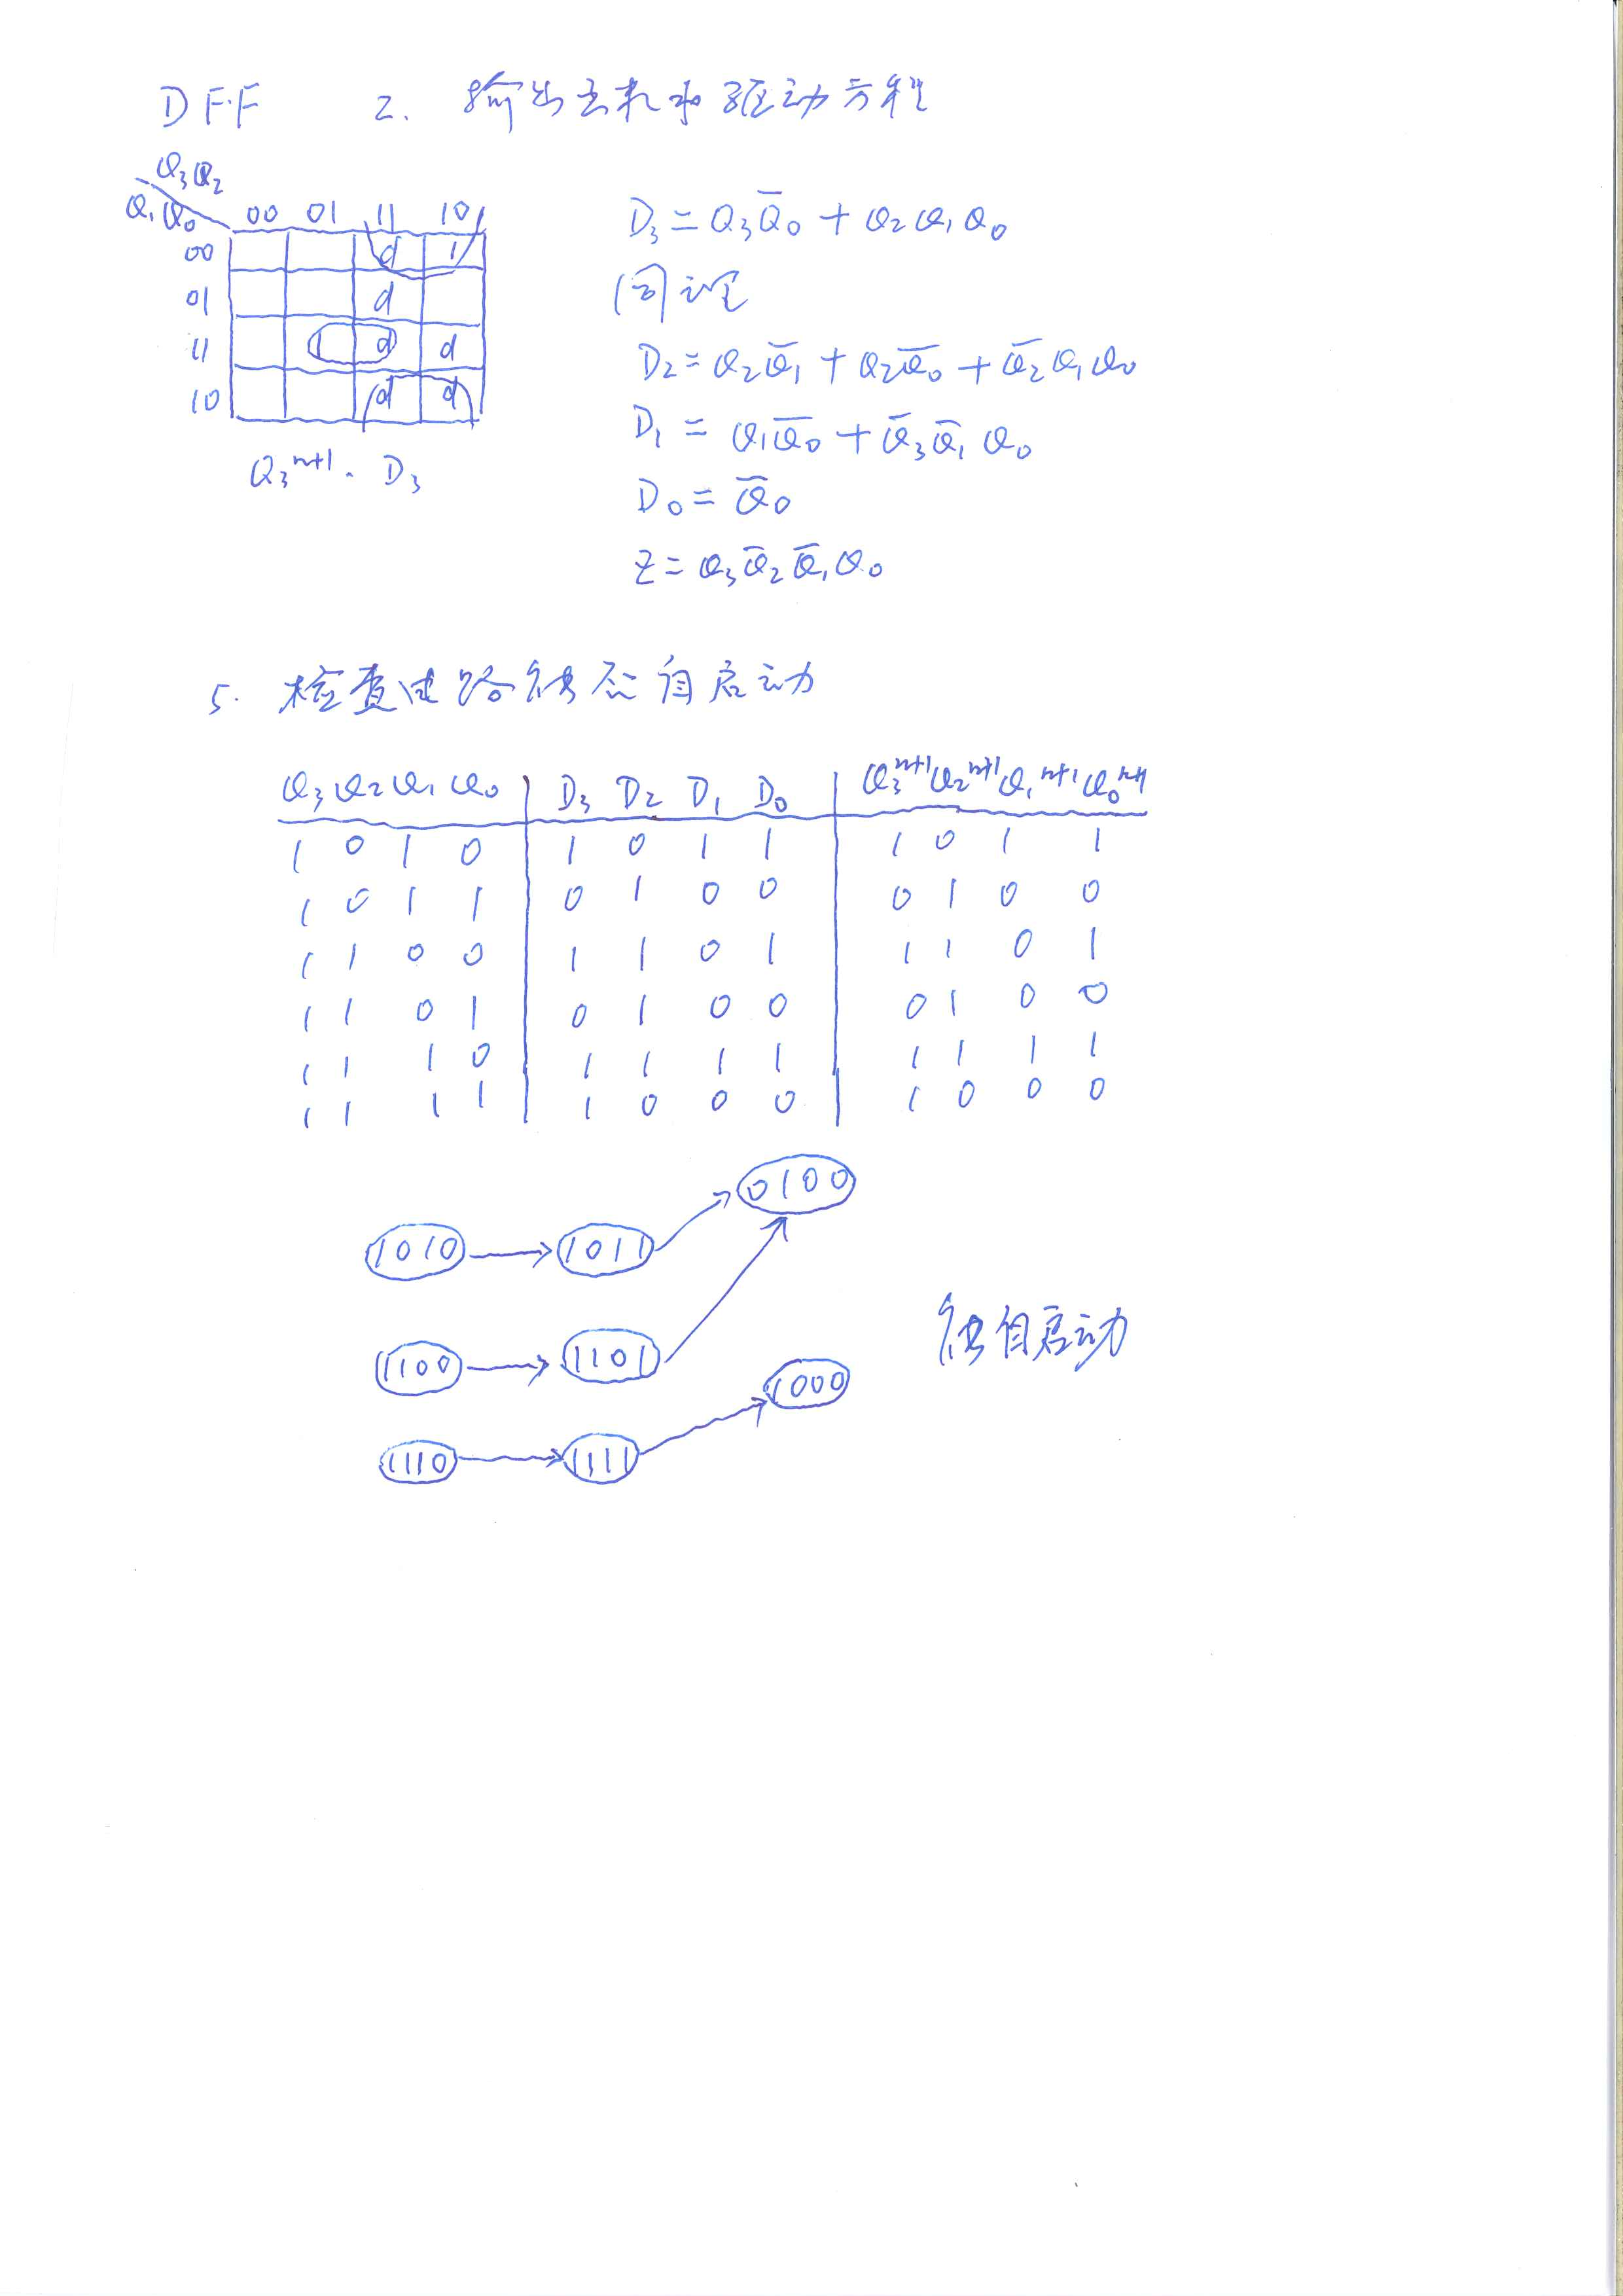 DFF 2. 输出方程和驱动方程
Q₃Q₂
Q₁Q₀ 00 01 11 10
00 d 1
01 d
11 1 d d
10 d d
Q₃ⁿ⁺¹. D₃
D₃ = Q₃Q̅₀ + Q₂Q₁Q₀
同理
D₂ = Q₂Q̅₁ + Q₂Q̅₀ + Q̅₂Q₁Q₀
D₁ = Q₁Q̅₀ + Q̅₃Q̅₁Q₀
D₀ = Q̅₀
Z = Q₃Q̅₂Q̅₁Q₀
5. 检查电路能否自启动
Q₃ Q₂ Q₁ Q₀ D₃ D₂ D₁ D₀ Q₃ⁿ⁺¹ Q₂ⁿ⁺¹ Q₁ⁿ⁺¹ Q₀ⁿ⁺¹
1 0 1 0 1 0 1 1 1 0 1 1
1 0 1 1 0 1 0 0 0 1 0 0
1 1 0 0 1 1 0 1 1 1 0 1
1 1 0 1 0 1 0 0 0 1 0 0
1 1 1 0 1 1 1 1 1 1 1 1
1 1 1 1 1 0 0 0 1 0 0 0
0100
1010 → 1011
1100 → 1101
1000
1110 → 1111
能自启动